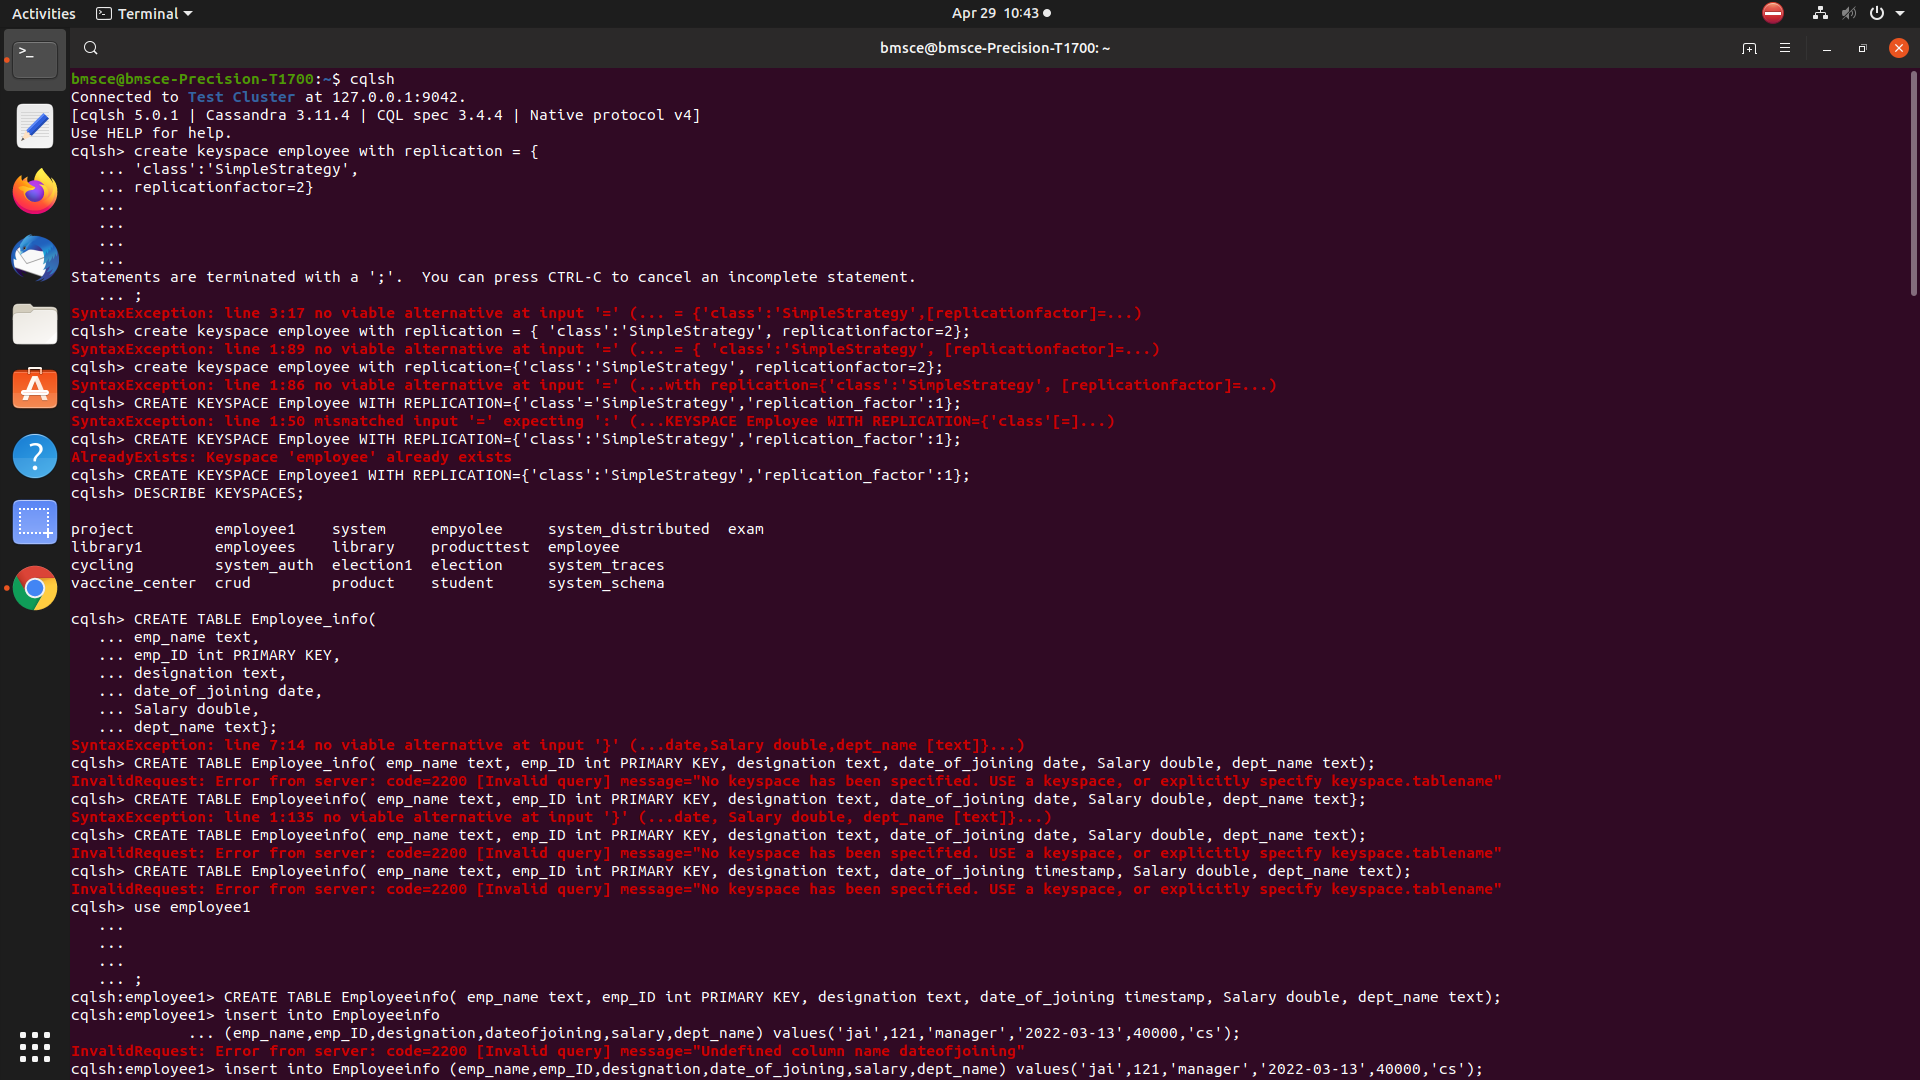 Activities
Terminal
Apr 29 10:43
bmsce@bmsce-Precision-T1700: ~
bmsce@bmsce-Precision-T1700:~$ cqlsh
Connected to Test Cluster at 127.0.0.1:9042.
[cqlsh 5.0.1 | Cassandra 3.11.4 | CQL spec 3.4.4 | Native protocol v4]
Use HELP for help.
cqlsh> create keyspace employee with replication = {
... 'class':'SimpleStrategy',
... replicationfactor=2}
...
...
...
...
Statements are terminated with a ';'.  You can press CTRL-C to cancel an incomplete statement.
... ;
SyntaxException: line 3:17 no viable alternative at input '=' (... = {'class':'SimpleStrategy',[replicationfactor]=...)
cqlsh> create keyspace employee with replication = { 'class':'SimpleStrategy', replicationfactor=2};
SyntaxException: line 1:89 no viable alternative at input '=' (... = { 'class':'SimpleStrategy', [replicationfactor]=...)
cqlsh> create keyspace employee with replication={'class':'SimpleStrategy', replicationfactor=2};
SyntaxException: line 1:86 no viable alternative at input '=' (...with replication={'class':'SimpleStrategy', [replicationfactor]=...)
cqlsh> CREATE KEYSPACE Employee WITH REPLICATION={'class'='SimpleStrategy','replication_factor':1};
SyntaxException: line 1:50 mismatched input '=' expecting ':' (...KEYSPACE Employee WITH REPLICATION={'class'[=]...)
cqlsh> CREATE KEYSPACE Employee WITH REPLICATION={'class':'SimpleStrategy','replication_factor':1};
AlreadyExists: Keyspace 'employee' already exists
cqlsh> CREATE KEYSPACE Employee1 WITH REPLICATION={'class':'SimpleStrategy','replication_factor':1};
cqlsh> DESCRIBE KEYSPACES;
project employee1 system empyolee system_distributed exam
library1 employees library producttest employee
cycling system_auth election1 election system_traces
vaccine_center crud product student system_schema
cqlsh> CREATE TABLE Employee_info(
... emp_name text,
... emp_ID int PRIMARY KEY,
... designation text,
... date_of_joining date,
... Salary double,
... dept_name text};
SyntaxException: line 7:14 no viable alternative at input '}' (...date,Salary double,dept_name [text]}...)
cqlsh> CREATE TABLE Employee_info( emp_name text, emp_ID int PRIMARY KEY, designation text, date_of_joining date, Salary double, dept_name text);
InvalidRequest: Error from server: code=2200 [Invalid query] message="No keyspace has been specified. USE a keyspace, or explicitly specify keyspace.tablename"
cqlsh> CREATE TABLE Employeeinfo( emp_name text, emp_ID int PRIMARY KEY, designation text, date_of_joining date, Salary double, dept_name text};
SyntaxException: line 1:135 no viable alternative at input '}' (...date, Salary double, dept_name [text]}...)
cqlsh> CREATE TABLE Employeeinfo( emp_name text, emp_ID int PRIMARY KEY, designation text, date_of_joining date, Salary double, dept_name text);
InvalidRequest: Error from server: code=2200 [Invalid query] message="No keyspace has been specified. USE a keyspace, or explicitly specify keyspace.tablename"
cqlsh> CREATE TABLE Employeeinfo( emp_name text, emp_ID int PRIMARY KEY, designation text, date_of_joining timestamp, Salary double, dept_name text);
InvalidRequest: Error from server: code=2200 [Invalid query] message="No keyspace has been specified. USE a keyspace, or explicitly specify keyspace.tablename"
cqlsh> use employee1
...
...
...
... ;
cqlsh:employee1> CREATE TABLE Employeeinfo( emp_name text, emp_ID int PRIMARY KEY, designation text, date_of_joining timestamp, Salary double, dept_name text);
cqlsh:employee1> insert into Employeeinfo
... (emp_name,emp_ID,designation,dateofjoining,salary,dept_name) values('jai',121,'manager','2022-03-13',40000,'cs');
InvalidRequest: Error from server: code=2200 [Invalid query] message="Undefined column name dateofjoining"
cqlsh:employee1> insert into Employeeinfo (emp_name,emp_ID,designation,date_of_joining,salary,dept_name) values('jai',121,'manager','2022-03-13',40000,'cs');